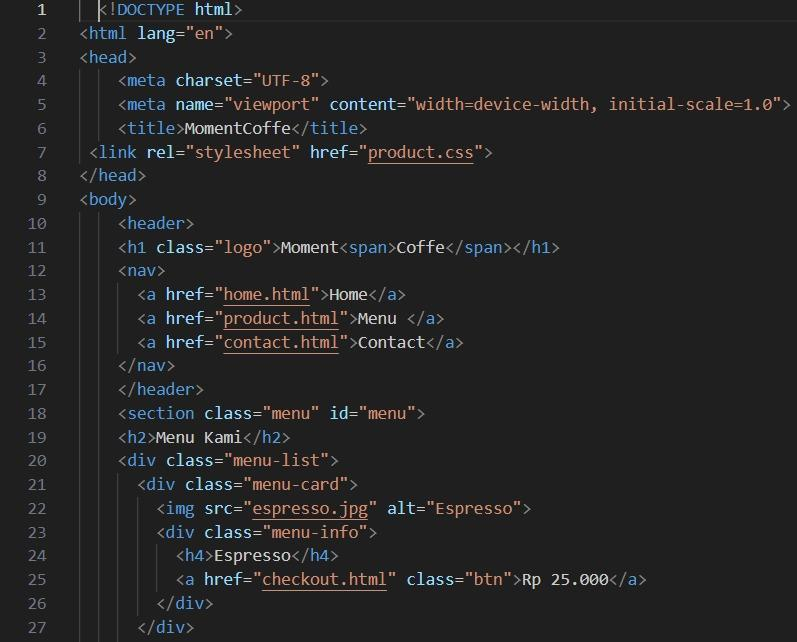 1 <!DOCTYPE html>
2 <html lang="en">
3 <head>
4 <meta charset="UTF-8">
5 <meta name="viewport" content="width=device-width, initial-scale=1.0">
6 <title>MomentCoffe</title>
7 <link rel="stylesheet" href="product.css">
8 </head>
9 <body>
10 <header>
11 <h1 class="logo">Moment<span>Coffe</span></h1>
12 <nav>
13 <a href="home.html">Home</a>
14 <a href="product.html">Menu </a>
15 <a href="contact.html">Contact</a>
16 </nav>
17 </header>
18 <section class="menu" id="menu">
19 <h2>Menu Kami</h2>
20 <div class="menu-list">
21 <div class="menu-card">
22 <img src="espresso.jpg" alt="Espresso">
23 <div class="menu-info">
24 <h4>Espresso</h4>
25 <a href="checkout.html" class="btn">Rp 25.000</a>
26 </div>
27 </div>